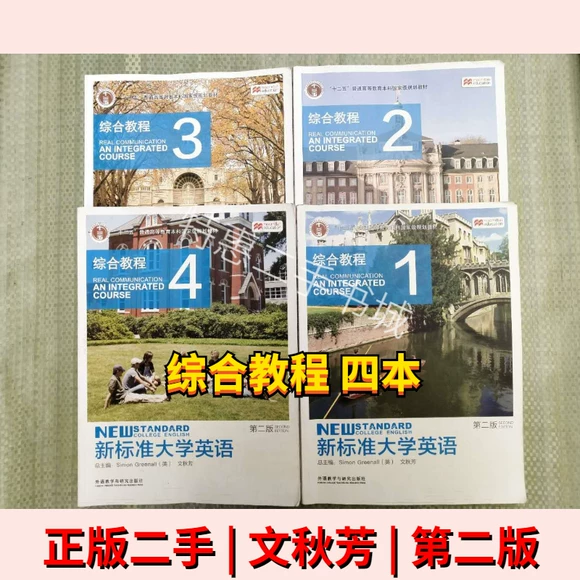 综合教程 3
REAL COMMUNICATION
AN INTEGRATED
COURSE
"十二五"普通高等教育本科国家级规划教材
综合教程 2
REAL COMMUNICATION
AN INTEGRATED
COURSE
综合教程 4
REAL COMMUNICATION
AN INTEGRATED
COURSE
综合教程 1
REAL COMMUNICATION
AN INTEGRATED
COURSE
综合教程 四本
NEW STANDARD
COLLEGE ENGLISH
第二版 SECOND EDITION
新标准大学英语
总主编: Simon Greenall (英) 文秋芳
外语教学与研究出版社
NEW STANDARD
COLLEGE ENGLISH
第二版 SECOND EDITION
新标准大学英语
总主编: Simon Greenall (英) 文秋芳
外语教学与研究出版社
正版二手 | 文秋芳 | 第二版